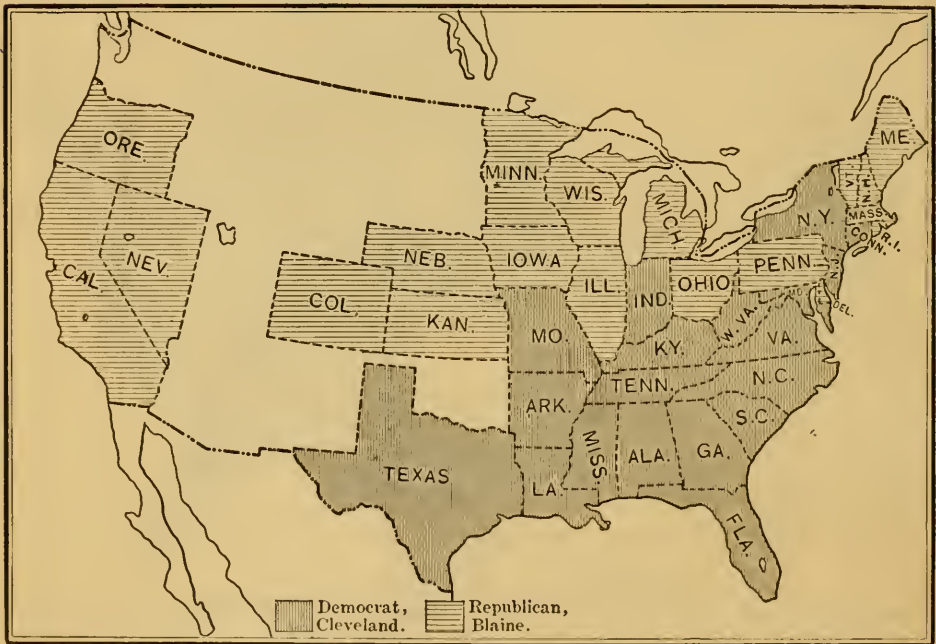 ORE.
CAL.
NEV.
COL.
NEB.
KAN.
TEXAS
MINN.
IOWA
MO.
ARK.
LA.
WIS.
ILL.
MICH.
IND.
OHIO
KY.
TENN.
MISS.
ALA.
GA.
FLA.
S.C.
N.C.
VA.
W. VA.
PENN.
N.Y.
N.J.
DEL.
VT.
N.H.
ME.
MASS.
CONN.
R.I.
Democrat,
Cleveland.
Republican,
Blaine.